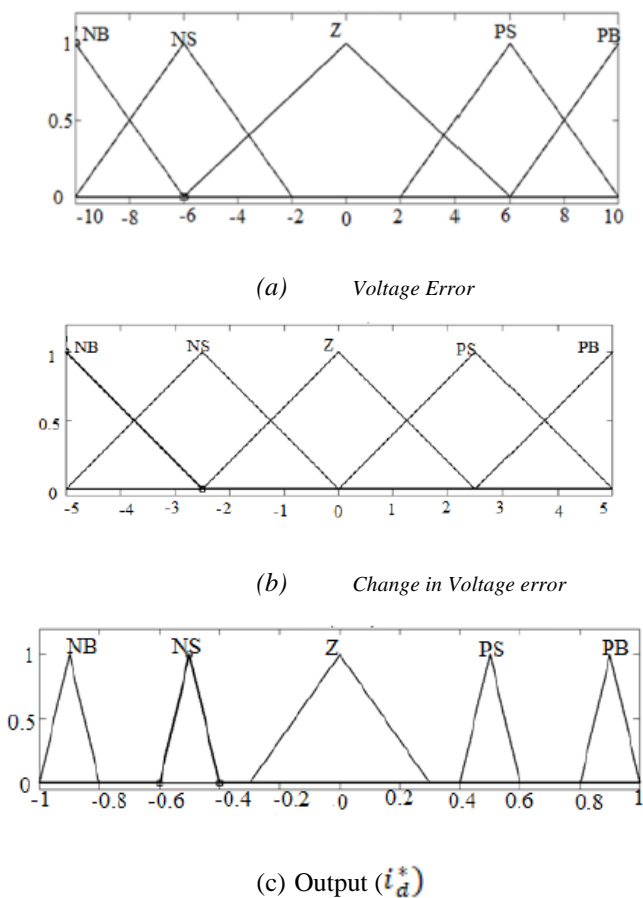 NB NS Z PS PB
1
0.5
0
-10 -8 -6 -4 -2 0 2 4 6 8 10
(a) Voltage Error
NB NS Z PS PB
1
0.5
0
-5 -4 -3 -2 -1 0 1 2 3 4 5
(b) Change in Voltage error
NB NS Z PS PB
1
0.5
0
-1 -0.8 -0.6 -0.4 -0.2 0 0.2 0.4 0.6 0.8 1
(c) Output (i_d^*)